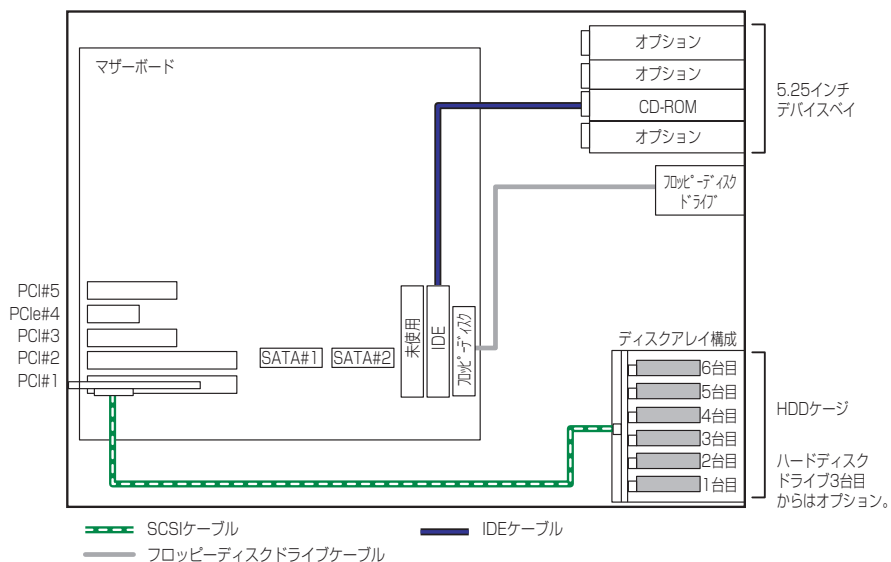 マザーボード
オプション
オプション
CD-ROM
オプション
5.25インチ
デバイスベイ
フロッピーディスク
ドライブ
PCI#5
PCIe#4
PCI#3
PCI#2
PCI#1
SATA#1
SATA#2
未使用
IDE
フロッピーディスク
ディスクアレイ構成
6台目
5台目
4台目
3台目
2台目
1台目
HDDケージ
ハードディスク
ドライブ3台目
からはオプション。
SCSIケーブル
IDEケーブル
フロッピーディスクドライブケーブル